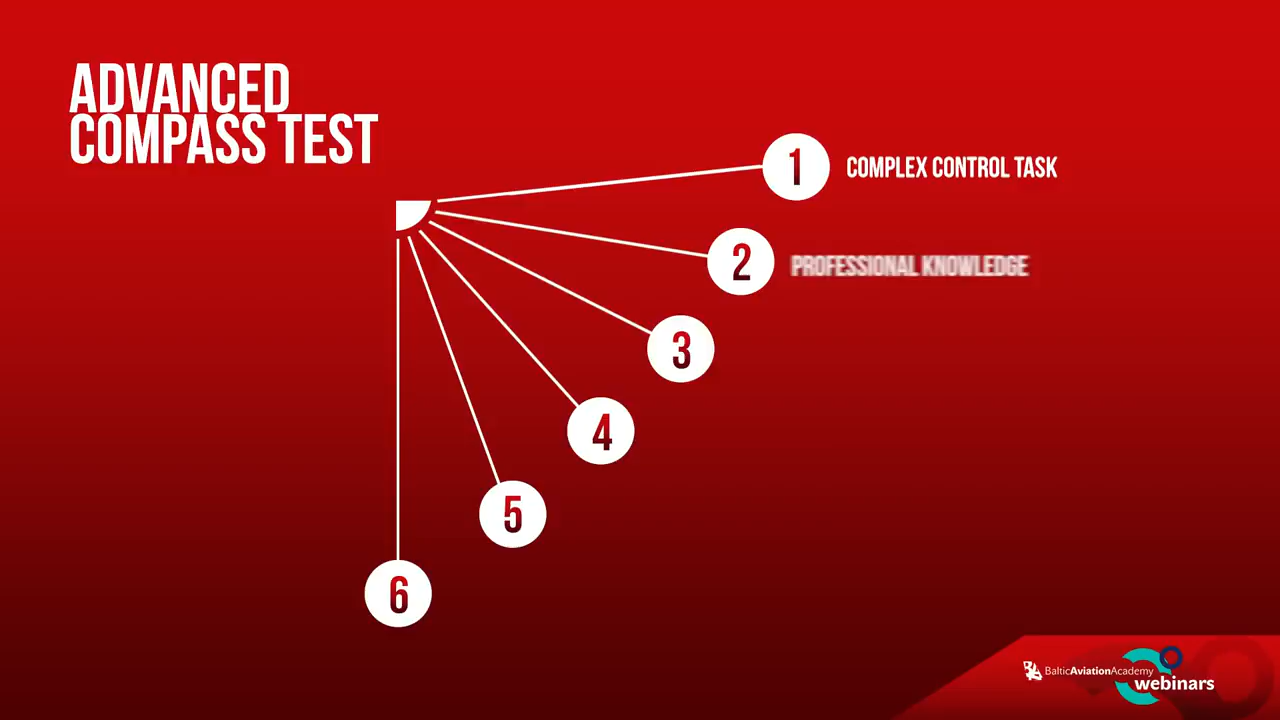 ADVANCED
COMPASS TEST
1 COMPLEX CONTROL TASK
2 PROFESSIONAL KNOWLEDGE
3
4
5
6
BalticAviationAcademy
webinars